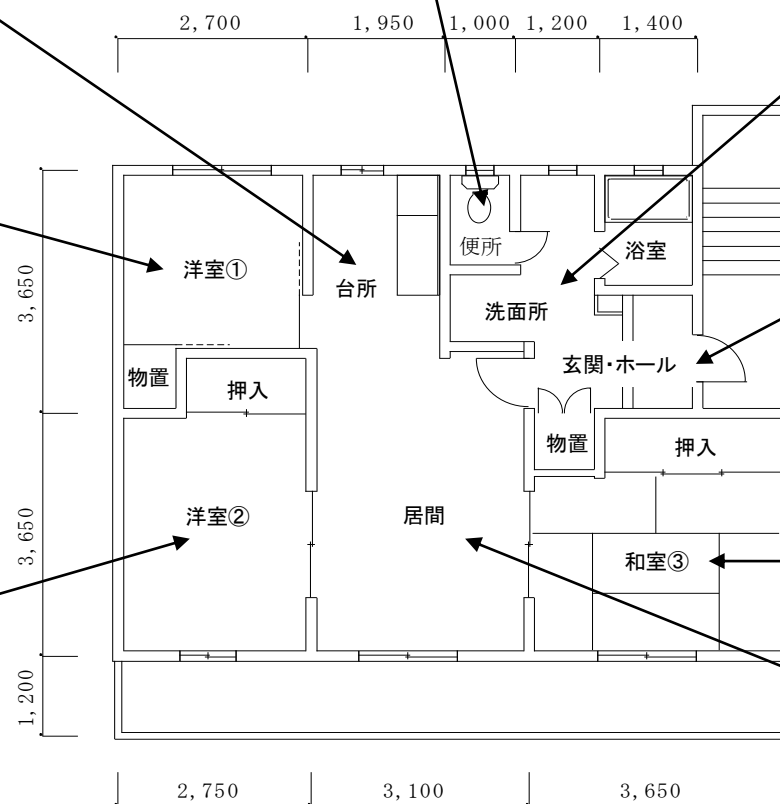 2,700
1,950
1,000
1,200
1,400
3,650
3,650
1,200
洋室①
台所
便所
浴室
洗面所
物置
押入
玄関・ホール
物置
押入
洋室②
居間
和室③
2,750
3,100
3,650